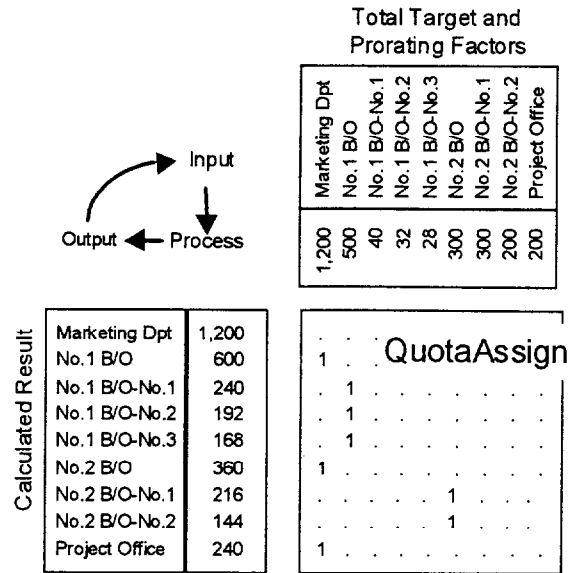 Total Target and
Prorating Factors
Marketing Dpt
No.1 B/O
No.1 B/O-No.1
No.1 B/O-No.2
No.1 B/O-No.3
No.2 B/O
No.2 B/O-No.1
No.2 B/O-No.2
Project Office
1,200
500
40
32
28
300
300
200
200
Input
Output
Process
Calculated Result
Marketing Dpt 1,200
No.1 B/O 600
No.1 B/O-No.1 240
No.1 B/O-No.2 192
No.1 B/O-No.3 168
No.2 B/O 360
No.2 B/O-No.1 216
No.2 B/O-No.2 144
Project Office 240
QuotaAssign
. . .
1 . .
. 1 . . . . . . .
. 1 . . . . . . .
. 1 . . . . . . .
1 . . . . . . . .
. . . . . 1 . . .
. . . . . 1 . . .
1 . . . . . . . .